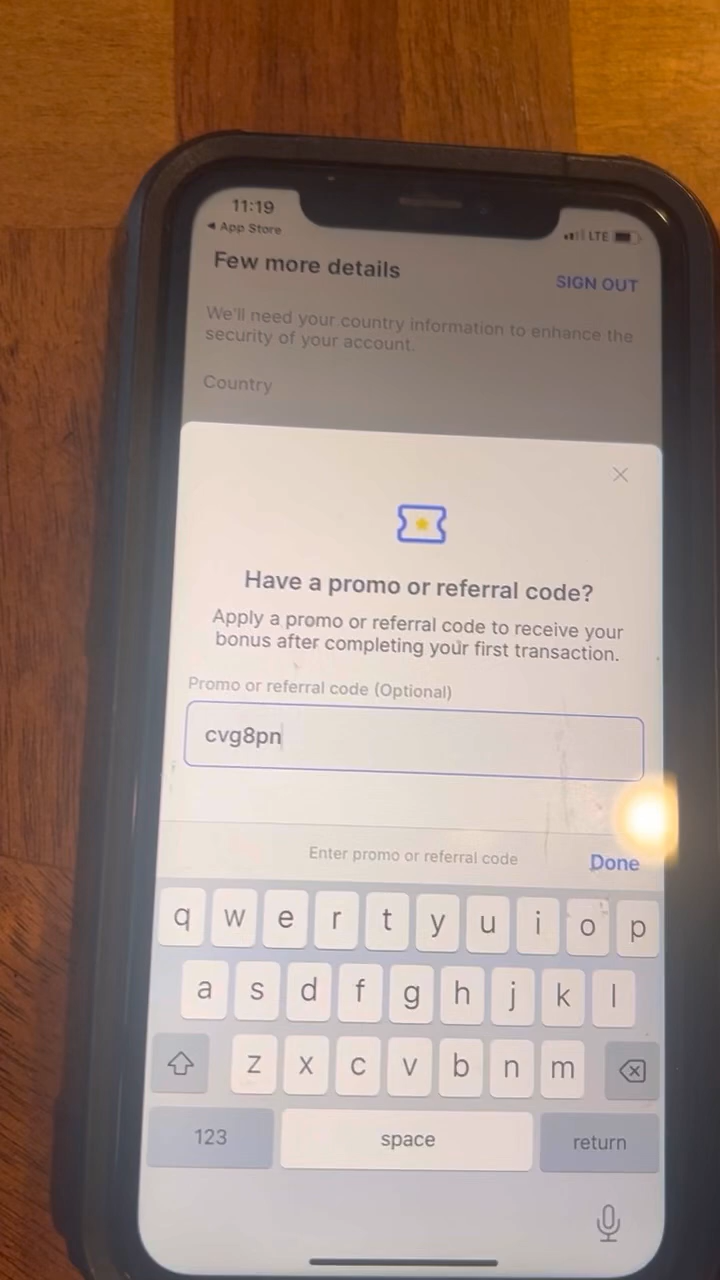 11:19
◀ App Store
LTE
Few more details
SIGN OUT
We'll need your country information to enhance the
security of your account.
Country
Have a promo or referral code?
Apply a promo or referral code to receive your
bonus after completing your first transaction.
Promo or referral code (Optional)
cvg8pn
Enter promo or referral code
Done
q w e r t y u i o p
a s d f g h j k l
z x c v b n m
123
space
return